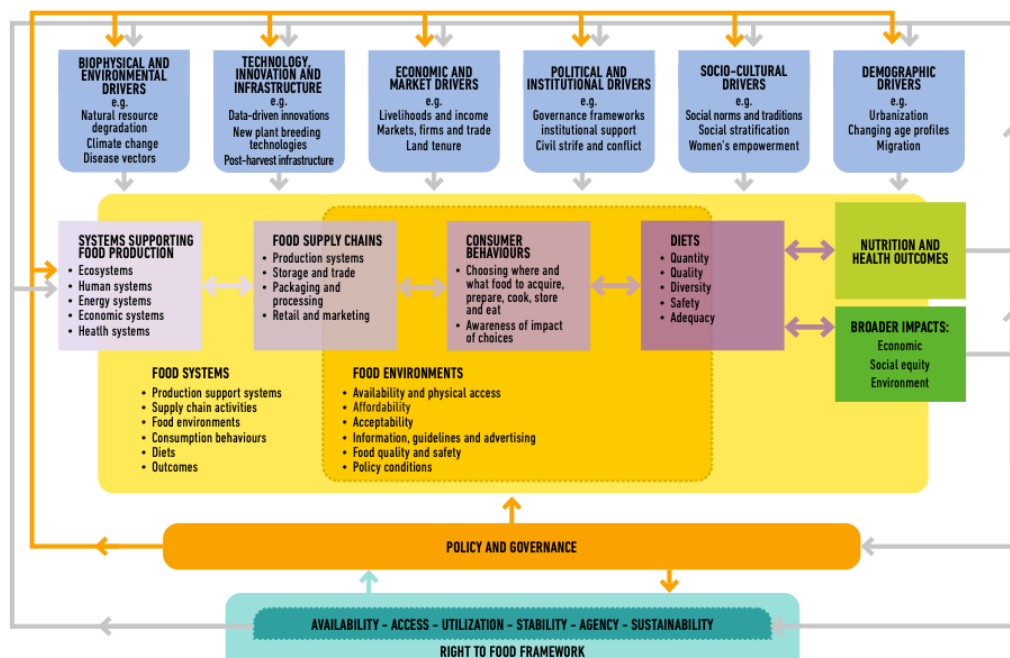 BIOPHYSICAL AND
ENVIRONMENTAL
DRIVERS
e.g.
Natural resource
degradation
Climate change
Disease vectors
TECHNOLOGY,
INNOVATION AND
INFRASTRUCTURE
e.g.
Data-driven innovations
New plant breeding
technologies
Post-harvest infrastructure
ECONOMIC AND
MARKET DRIVERS
e.g.
Livelihoods and income
Markets, firms and trade
Land tenure
POLITICAL AND
INSTITUTIONAL DRIVERS
e.g.
Governance frameworks
institutional support
Civil strife and conflict
SOCIO-CULTURAL
DRIVERS
e.g.
Social norms and traditions
Social stratification
Women's empowerment
DEMOGRAPHIC
DRIVERS
e.g.
Urbanization
Changing age profiles
Migration
SYSTEMS SUPPORTING
FOOD PRODUCTION
• Ecosystems
• Human systems
• Energy systems
• Economic systems
• Health systems
FOOD SUPPLY CHAINS
• Production systems
• Storage and trade
• Packaging and
processing
• Retail and marketing
CONSUMER
BEHAVIOURS
• Choosing where and
what food to acquire,
prepare, cook, store
and eat
• Awareness of impact
of choices
DIETS
• Quantity
• Quality
• Diversity
• Safety
• Adequacy
NUTRITION AND
HEALTH OUTCOMES
BROADER IMPACTS:
Economic
Social equity
Environment
FOOD SYSTEMS
• Production support systems
• Supply chain activities
• Food environments
• Consumption behaviours
• Diets
• Outcomes
FOOD ENVIRONMENTS
• Availability and physical access
• Affordability
• Acceptability
• Information, guidelines and advertising
• Food quality and safety
• Policy conditions
POLICY AND GOVERNANCE
AVAILABILITY – ACCESS – UTILIZATION – STABILITY – AGENCY – SUSTAINABILITY
RIGHT TO FOOD FRAMEWORK